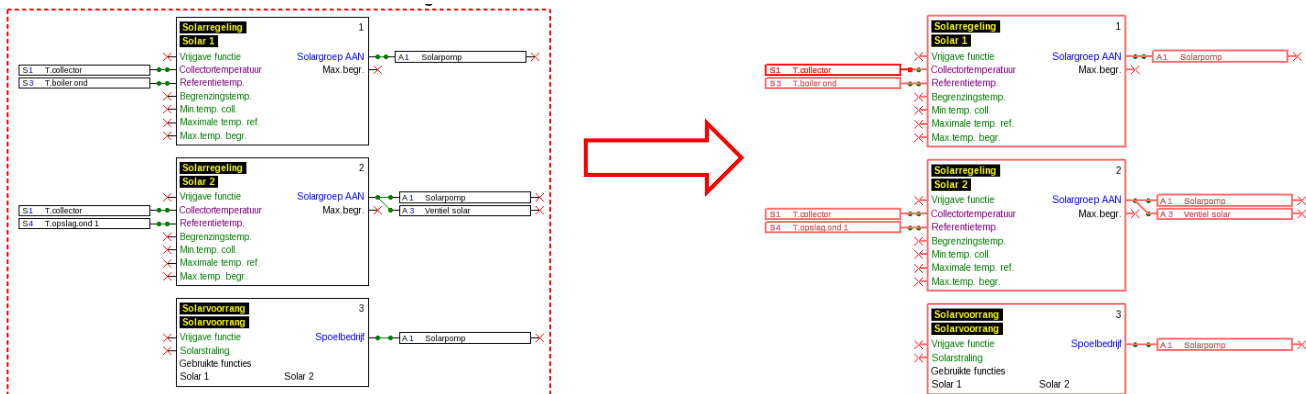 Solarregeling 1
Solar 1
Vrijgave functie Solargroep AAN A1 Solarpomp
S1 T.collector Collectortemperatuur Max.begr.
S3 T.boiler ond Referentietemp.
Begrenzingstemp.
Min.temp. coll.
Maximale temp. ref.
Max.temp. begr.
Solarregeling 2
Solar 2
Vrijgave functie Solargroep AAN A1 Solarpomp
S1 T.collector Collectortemperatuur Max.begr. A3 Ventiel solar
S4 T.opslag.ond 1 Referentietemp.
Begrenzingstemp.
Min.temp. coll.
Maximale temp. ref.
Max.temp. begr.
Solarvoorrang 3
Solarvoorrang
Vrijgave functie Spoelbedrijf A1 Solarpomp
Solarstraling
Gebruikte functies
Solar 1 Solar 2
Solarregeling 1
Solar 1
Vrijgave functie Solargroep AAN A1 Solarpomp
S1 T.collector Collectortemperatuur Max.begr.
S3 T.boiler ond Referentietemp.
Begrenzingstemp.
Min.temp. coll.
Maximale temp. ref.
Max.temp. begr.
Solarregeling 2
Solar 2
Vrijgave functie Solargroep AAN A1 Solarpomp
S1 T.collector Collectortemperatuur Max.begr. A3 Ventiel solar
S4 T.opslag.ond 1 Referentietemp.
Begrenzingstemp.
Min.temp. coll.
Maximale temp. ref.
Max.temp. begr.
Solarvoorrang 3
Solarvoorrang
Vrijgave functie Spoelbedrijf A1 Solarpomp
Solarstraling
Gebruikte functies
Solar 1 Solar 2